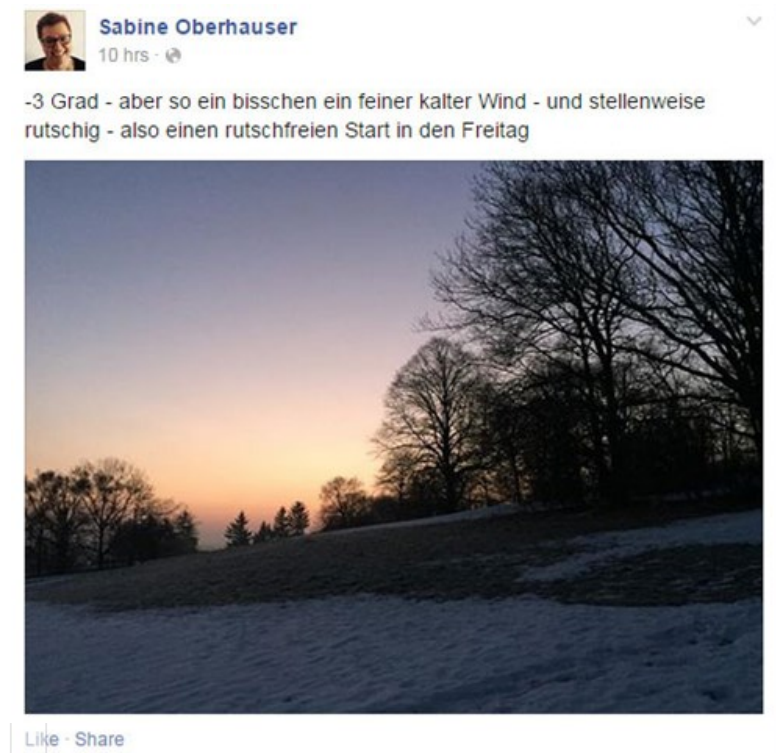 Sabine Oberhauser
10 hrs ·
-3 Grad - aber so ein bisschen ein feiner kalter Wind - und stellenweise
rutschig - also einen rutschfreien Start in den Freitag
Like · Share